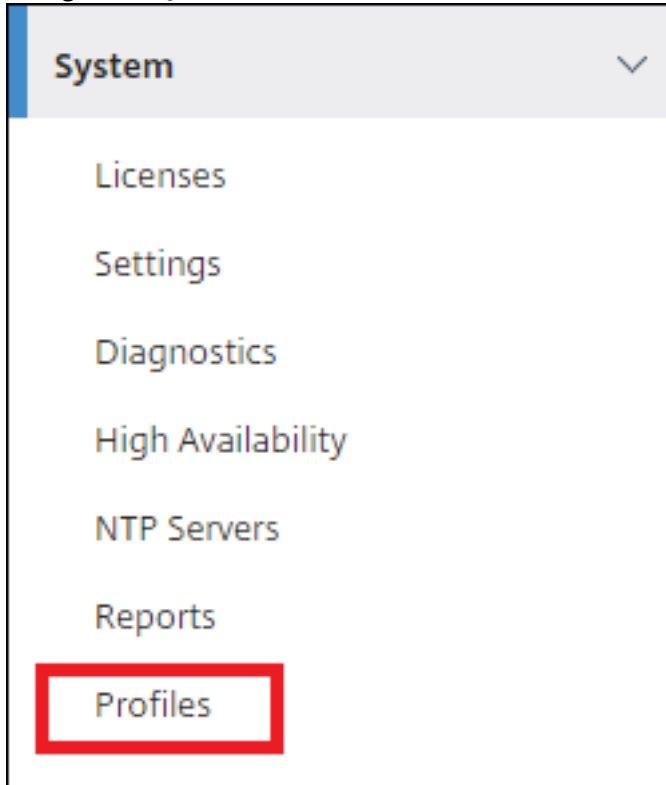 System
Licenses
Settings
Diagnostics
High Availability
NTP Servers
Reports
Profiles